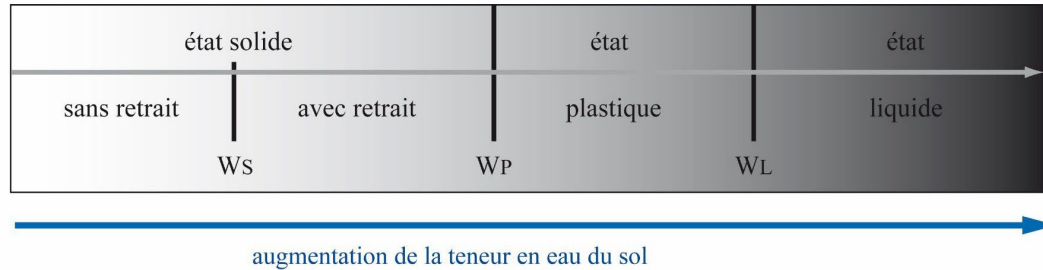 état solide état état
sans retrait avec retrait plastique liquide
WS WP WL
augmentation de la teneur en eau du sol